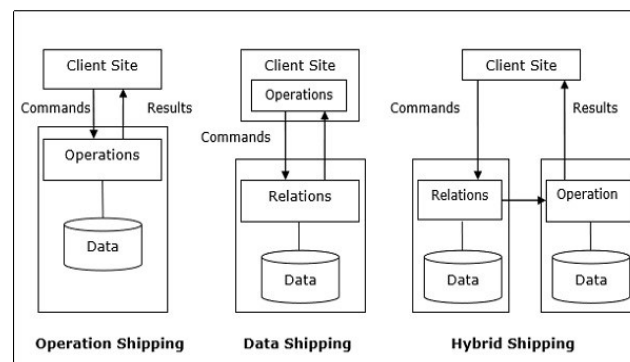 Client Site
Commands
Results
Operations
Data
Operation Shipping
Client Site
Operations
Commands
Relations
Data
Data Shipping
Client Site
Commands
Results
Relations
Operation
Data
Data
Hybrid Shipping